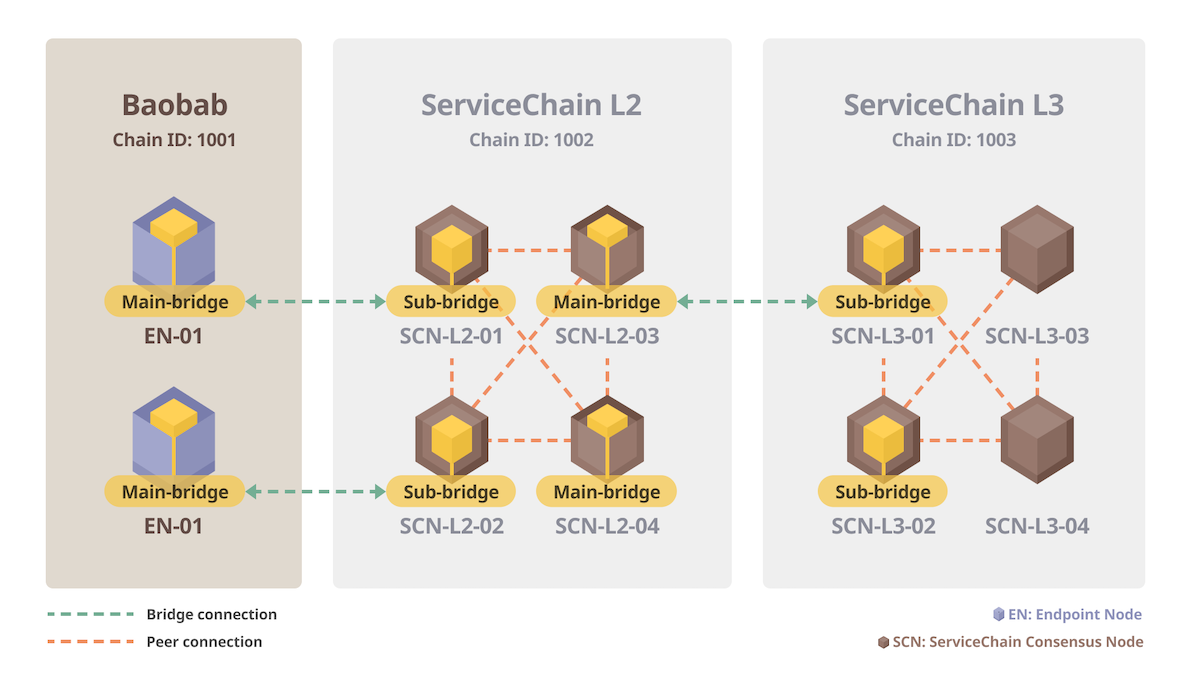 Baobab
Chain ID: 1001
Main-bridge
EN-01
Main-bridge
EN-01
ServiceChain L2
Chain ID: 1002
Sub-bridge
SCN-L2-01
Main-bridge
SCN-L2-03
Sub-bridge
SCN-L2-02
Main-bridge
SCN-L2-04
ServiceChain L3
Chain ID: 1003
Sub-bridge
SCN-L3-01
SCN-L3-03
Sub-bridge
SCN-L3-02
SCN-L3-04
Bridge connection
Peer connection
EN: Endpoint Node
SCN: ServiceChain Consensus Node